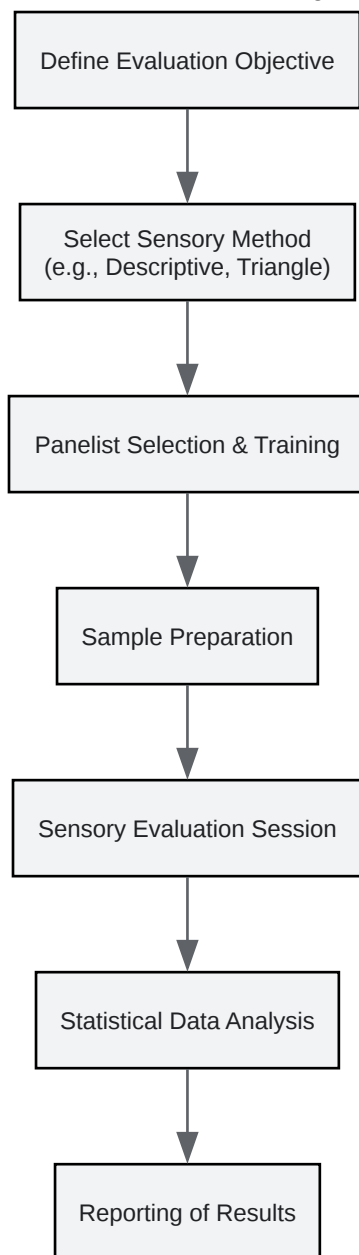 Define Evaluation Objective
Select Sensory Method
(e.g., Descriptive, Triangle)
Panelist Selection & Training
Sample Preparation
Sensory Evaluation Session
Statistical Data Analysis
Reporting of Results